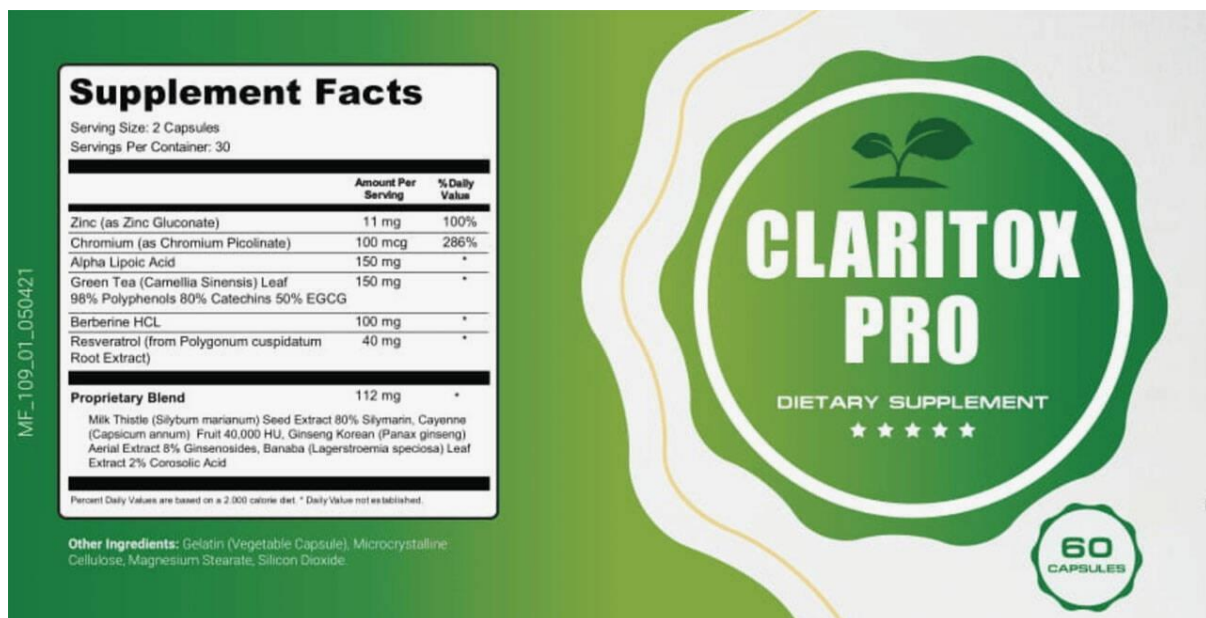 Supplement Facts
Serving Size: 2 Capsules
Servings Per Container: 30
Amount Per Serving %Daily Value
Zinc (as Zinc Gluconate) 11 mg 100%
Chromium (as Chromium Picolinate) 100 mcg 286%
Alpha Lipoic Acid 150 mg *
Green Tea (Camellia Sinensis) Leaf 150 mg *
98% Polyphenols 80% Catechins 50% EGCG
Berberine HCL 100 mg *
Resveratrol (from Polygonum cuspidatum 40 mg *
Root Extract)
Proprietary Blend 112 mg *
Milk Thistle (Silybum marianum) Seed Extract 80% Silymarin, Cayenne
(Capsicum annum) Fruit 40,000 HU, Ginseng Korean (Panax ginseng)
Aerial Extract 8% Ginsenosides, Banaba (Lagerstroemia speciosa) Leaf
Extract 2% Corosolic Acid
Percent Daily Values are based on a 2.000 calorie diet. * Daily Value not established.
Other Ingredients: Gelatin (Vegetable Capsule), Microcrystalline
Cellulose, Magnesium Stearate, Silicon Dioxide.
MF_109_01_050421
CLARITOX
PRO
DIETARY SUPPLEMENT
60
CAPSULES